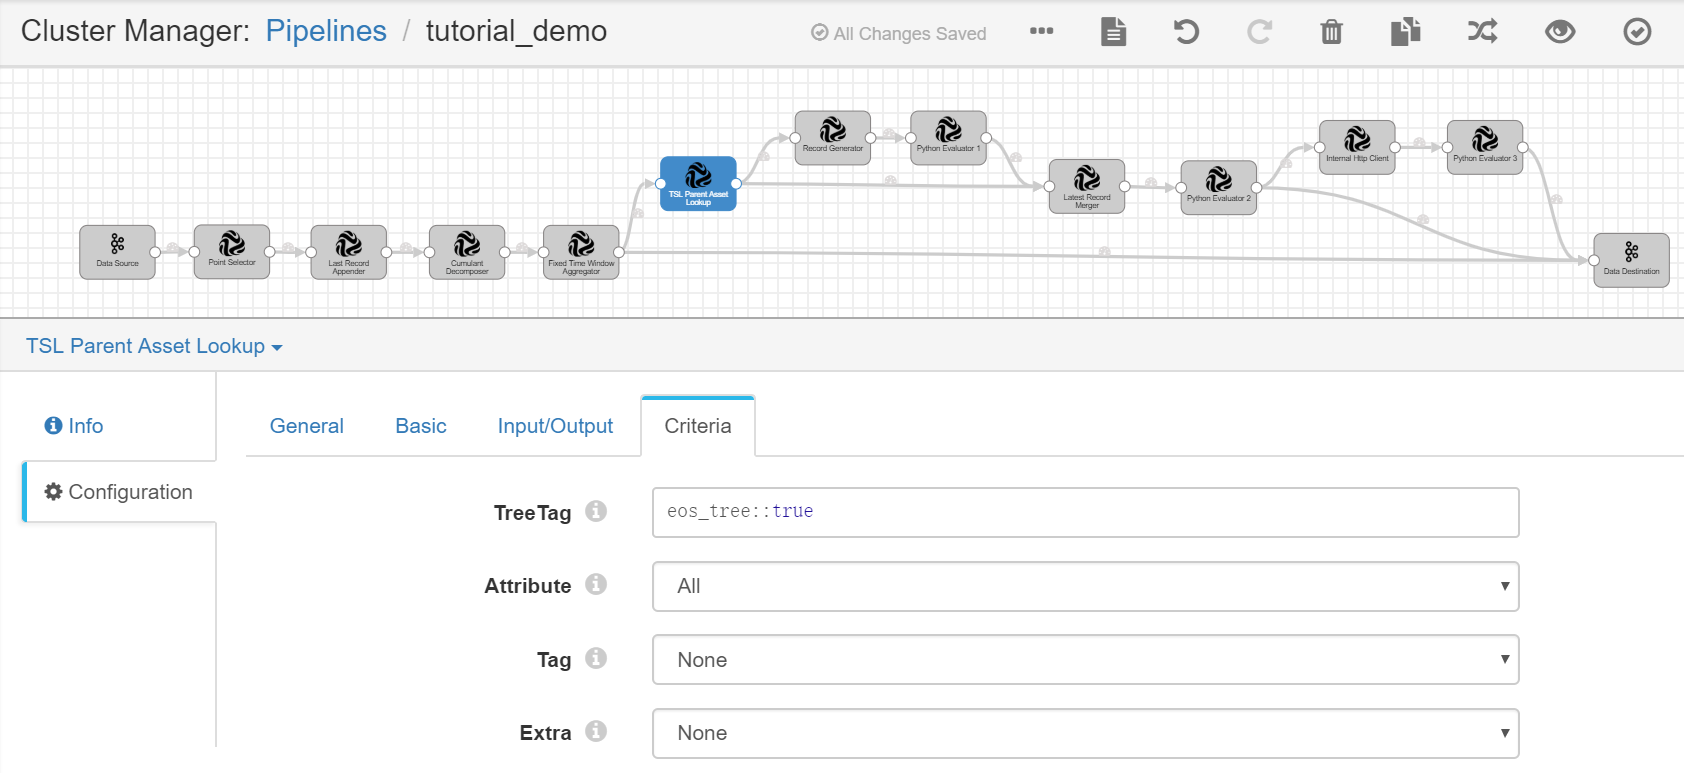 Cluster Manager: Pipelines / tutorial_demo
All Changes Saved
Record Generator
Python Evaluator 1
Internal Http Client
Python Evaluator 3
TSL Parent Asset
Lookup
Latest Record
Merger
Python Evaluator 2
Data Source
Point Selector
Last Record
Appender
Cumulant
Decomposer
Fixed Time Window
Aggregator
Data Destination
TSL Parent Asset Lookup
Info
Configuration
General
Basic
Input/Output
Criteria
TreeTag
eos_tree::true
Attribute
All
Tag
None
Extra
None